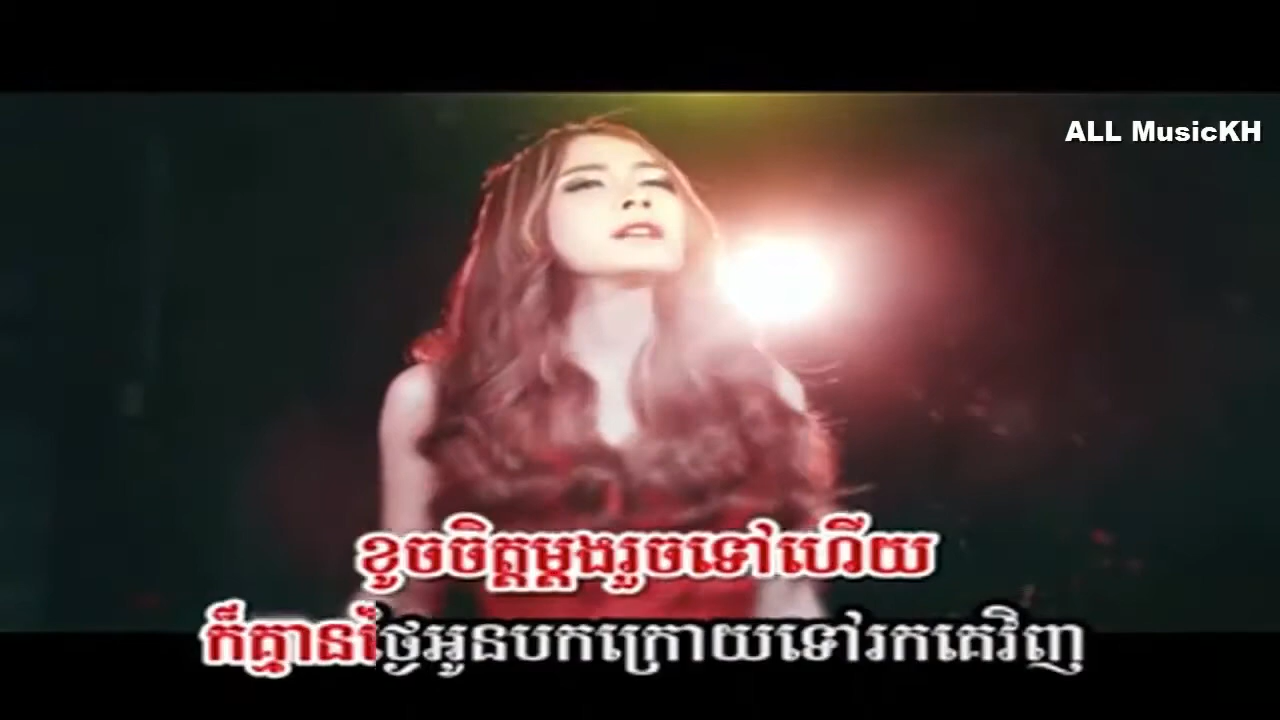 ALL MusicKH
ខូចចិត្តម្តងរួចទៅហើយ
ក៏គ្មានថ្ងៃអូនបកក្រោយទៅរកគេវិញ